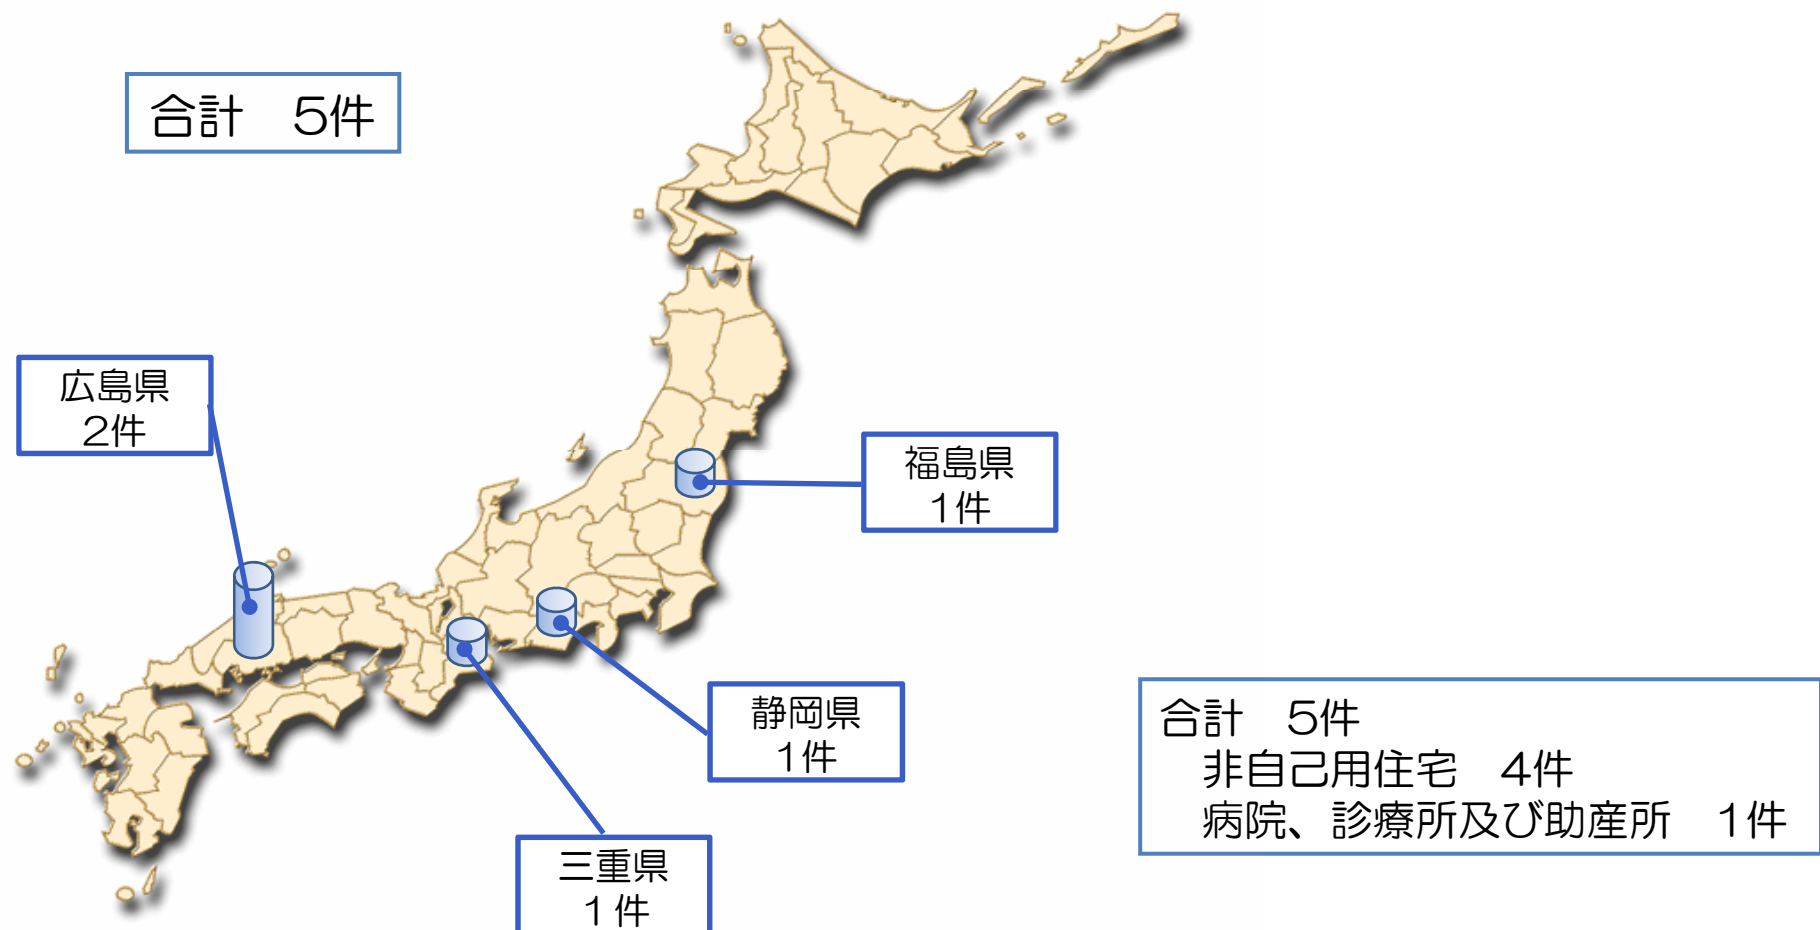 合計　5件
広島県
2件
福島県
1件
静岡県
1件
三重県
1件
合計　5件
非自己用住宅　4件
病院、診療所及び助産所　1件